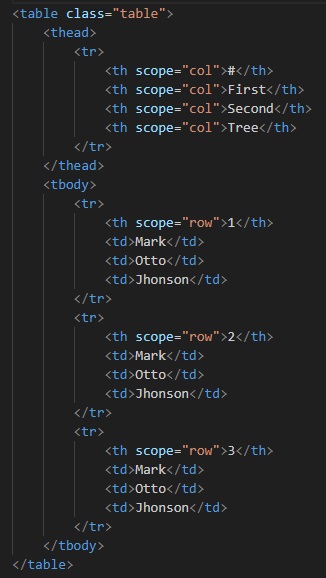 <table class="table">
    <thead>
        <tr>
            <th scope="col">#</th>
            <th scope="col">First</th>
            <th scope="col">Second</th>
            <th scope="col">Tree</th>
        </tr>
    </thead>
    <tbody>
        <tr>
            <th scope="row">1</th>
            <td>Mark</td>
            <td>Otto</td>
            <td>Jhonson</td>
        </tr>
        <tr>
            <th scope="row">2</th>
            <td>Mark</td>
            <td>Otto</td>
            <td>Jhonson</td>
        </tr>
        <tr>
            <th scope="row">3</th>
            <td>Mark</td>
            <td>Otto</td>
            <td>Jhonson</td>
        </tr>
    </tbody>
</table>